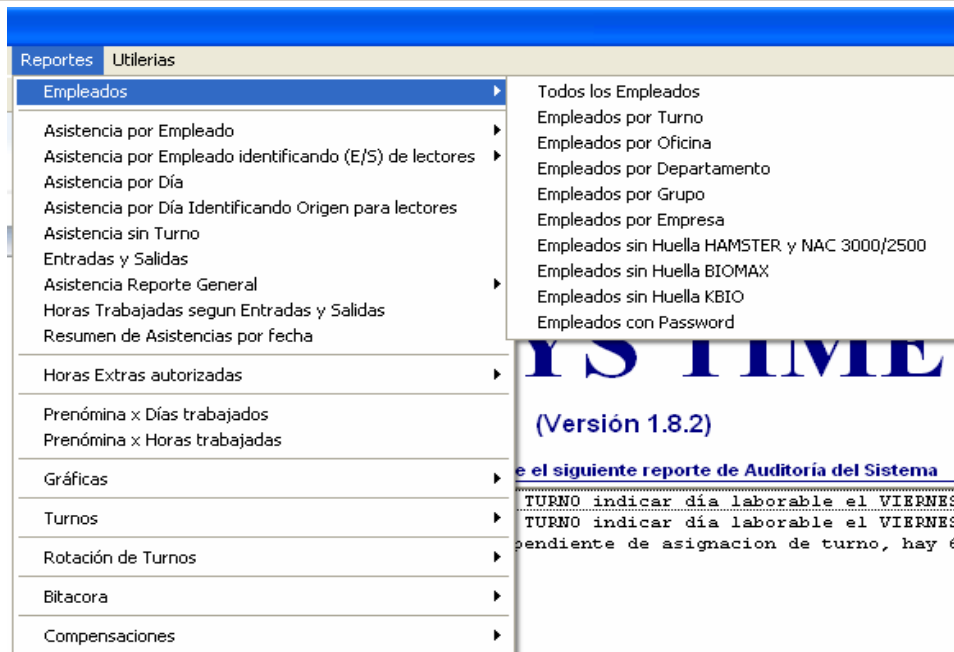 Reportes Utilerias
Empleados
Asistencia por Empleado
Asistencia por Empleado identificando (E/S) de lectores
Asistencia por Día
Asistencia por Día Identificando Origen para lectores
Asistencia sin Turno
Entradas y Salidas
Asistencia Reporte General
Horas Trabajadas segun Entradas y Salidas
Resumen de Asistencias por fecha
Horas Extras autorizadas
Prenómina x Días trabajados
Prenómina x Horas trabajadas
Gráficas
Turnos
Rotación de Turnos
Bitacora
Compensaciones
Todos los Empleados
Empleados por Turno
Empleados por Oficina
Empleados por Departamento
Empleados por Grupo
Empleados por Empresa
Empleados sin Huella HAMSTER y NAC 3000/2500
Empleados sin Huella BIOMAX
Empleados sin Huella KBIO
Empleados con Password
YS TIME
(Versión 1.8.2)
e el siguiente reporte de Auditoría del Sistema
TURNO indicar día laborable el VIERNES
TURNO indicar día laborable el VIERNES
pendiente de asignacion de turno, hay